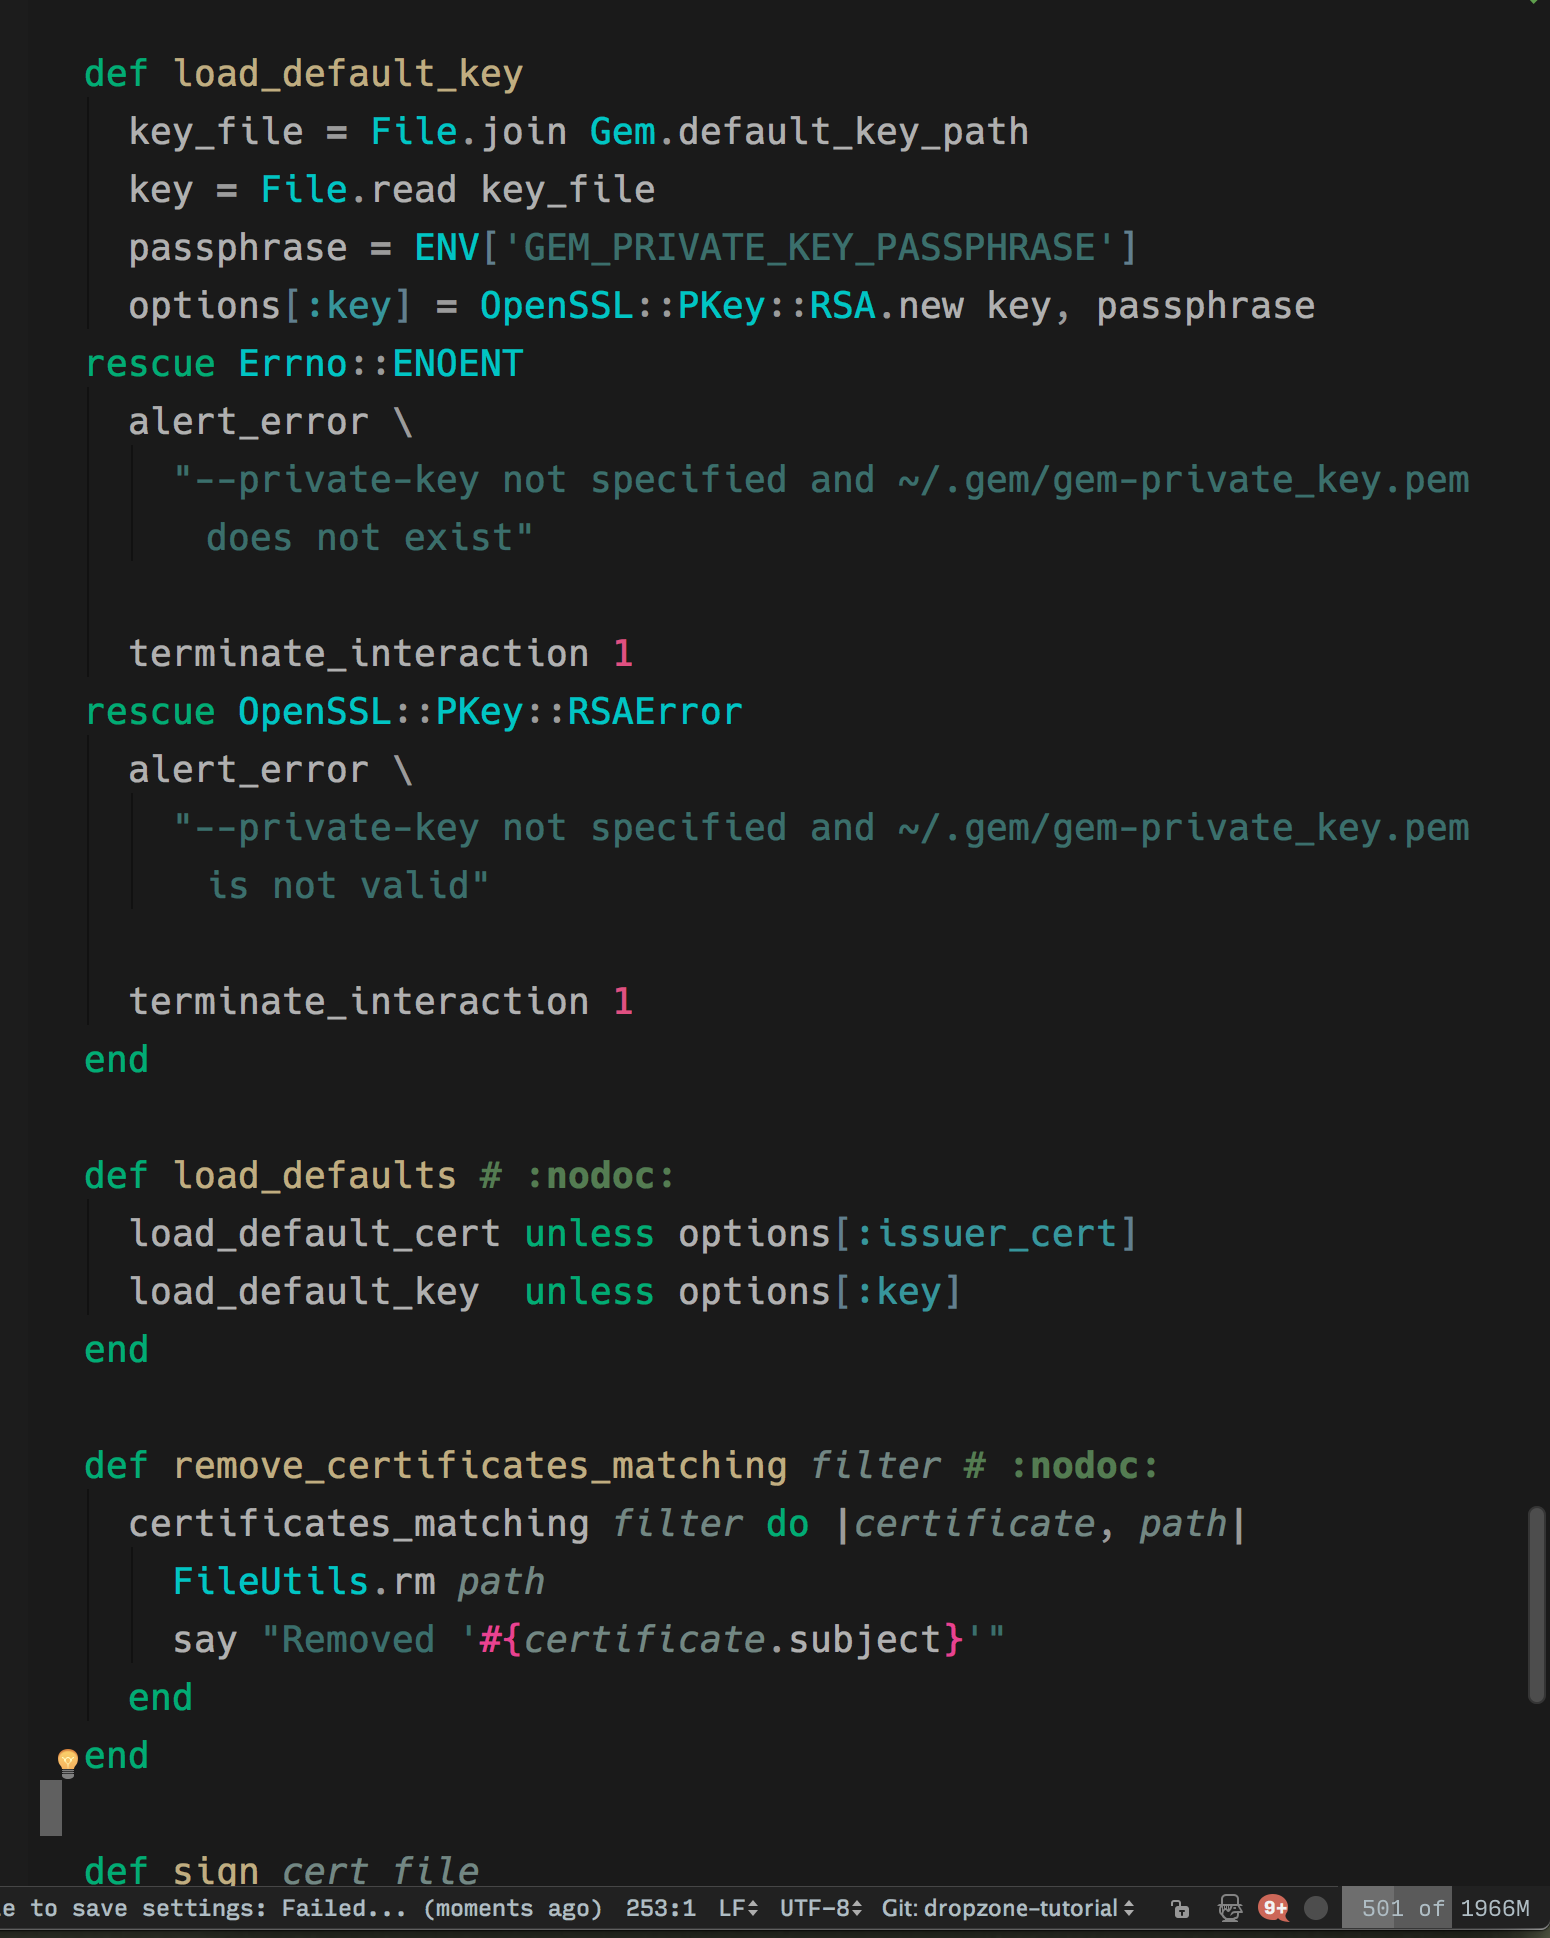 def load_default_key
key_file = File.join Gem.default_key_path
key = File.read key_file
passphrase = ENV['GEM_PRIVATE_KEY_PASSPHRASE']
options[:key] = OpenSSL::PKey::RSA.new key, passphrase
rescue Errno::ENOENT
alert_error \
"--private-key not specified and ~/.gem/gem-private_key.pem
does not exist"
terminate_interaction 1
rescue OpenSSL::PKey::RSAError
alert_error \
"--private-key not specified and ~/.gem/gem-private_key.pem
is not valid"
terminate_interaction 1
end
def load_defaults # :nodoc:
load_default_cert unless options[:issuer_cert]
load_default_key  unless options[:key]
end
def remove_certificates_matching filter # :nodoc:
certificates_matching filter do |certificate, path|
FileUtils.rm path
say "Removed '#{certificate.subject}'"
end
end
def sign cert_file
e to save settings: Failed... (moments ago) 253:1 LF UTF-8 Git: dropzone-tutorial 9+ 501 of 1966M